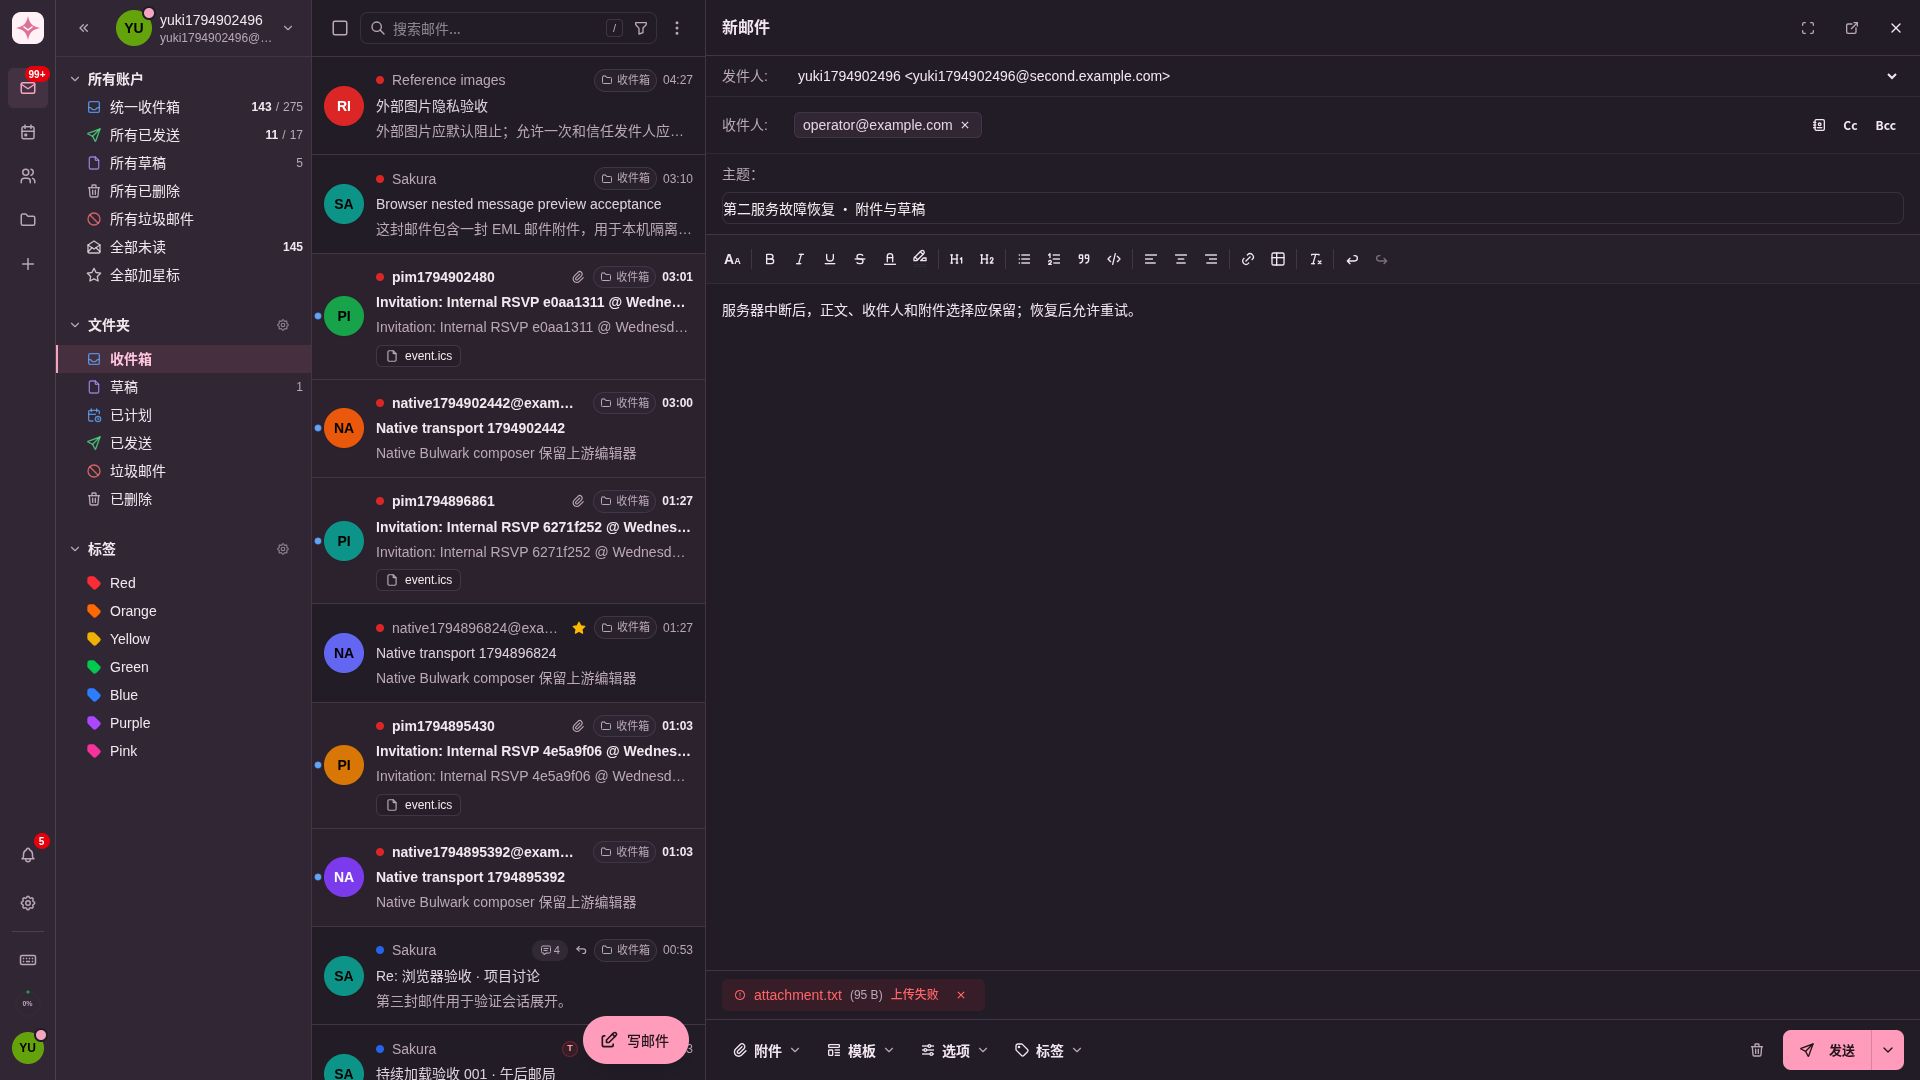 99+
5
0%
YU
YU
yuki1794902496
yuki1794902496@…
所有账户
统一收件箱 143 / 275
所有已发送 11 / 17
所有草稿 5
所有已删除
所有垃圾邮件
全部未读 145
全部加星标
文件夹
收件箱
草稿 1
已计划
已发送
垃圾邮件
已删除
标签
Red
Orange
Yellow
Green
Blue
Purple
Pink
搜索邮件... /
RI Reference images 收件箱 04:27
外部图片隐私验收
外部图片应默认阻止；允许一次和信任发件人应…
SA Sakura 收件箱 03:10
Browser nested message preview acceptance
这封邮件包含一封 EML 邮件附件，用于本机隔离…
PI pim1794902480 收件箱 03:01
Invitation: Internal RSVP e0aa1311 @ Wedne…
Invitation: Internal RSVP e0aa1311 @ Wednesd…
event.ics
NA native1794902442@exam… 收件箱 03:00
Native transport 1794902442
Native Bulwark composer 保留上游编辑器
PI pim1794896861 收件箱 01:27
Invitation: Internal RSVP 6271f252 @ Wednes…
Invitation: Internal RSVP 6271f252 @ Wednesd…
event.ics
NA native1794896824@exa… 收件箱 01:27
Native transport 1794896824
Native Bulwark composer 保留上游编辑器
PI pim1794895430 收件箱 01:03
Invitation: Internal RSVP 4e5a9f06 @ Wednes…
Invitation: Internal RSVP 4e5a9f06 @ Wednesd…
event.ics
NA native1794895392@exam… 收件箱 01:03
Native transport 1794895392
Native Bulwark composer 保留上游编辑器
SA Sakura 4 收件箱 00:53
Re: 浏览器验收 · 项目讨论
第三封邮件用于验证会话展开。
SA Sakura T 3
持续加载验收 001 · 午后邮局
写邮件
新邮件
发件人: yuki1794902496 <yuki1794902496@second.example.com>
收件人: operator@example.com × Cc Bcc
主题:
第二服务故障恢复 · 附件与草稿
AA B I U S A H1 H2
服务器中断后，正文、收件人和附件选择应保留；恢复后允许重试。
attachment.txt (95 B) 上传失败 ×
附件 模板 选项 标签 发送